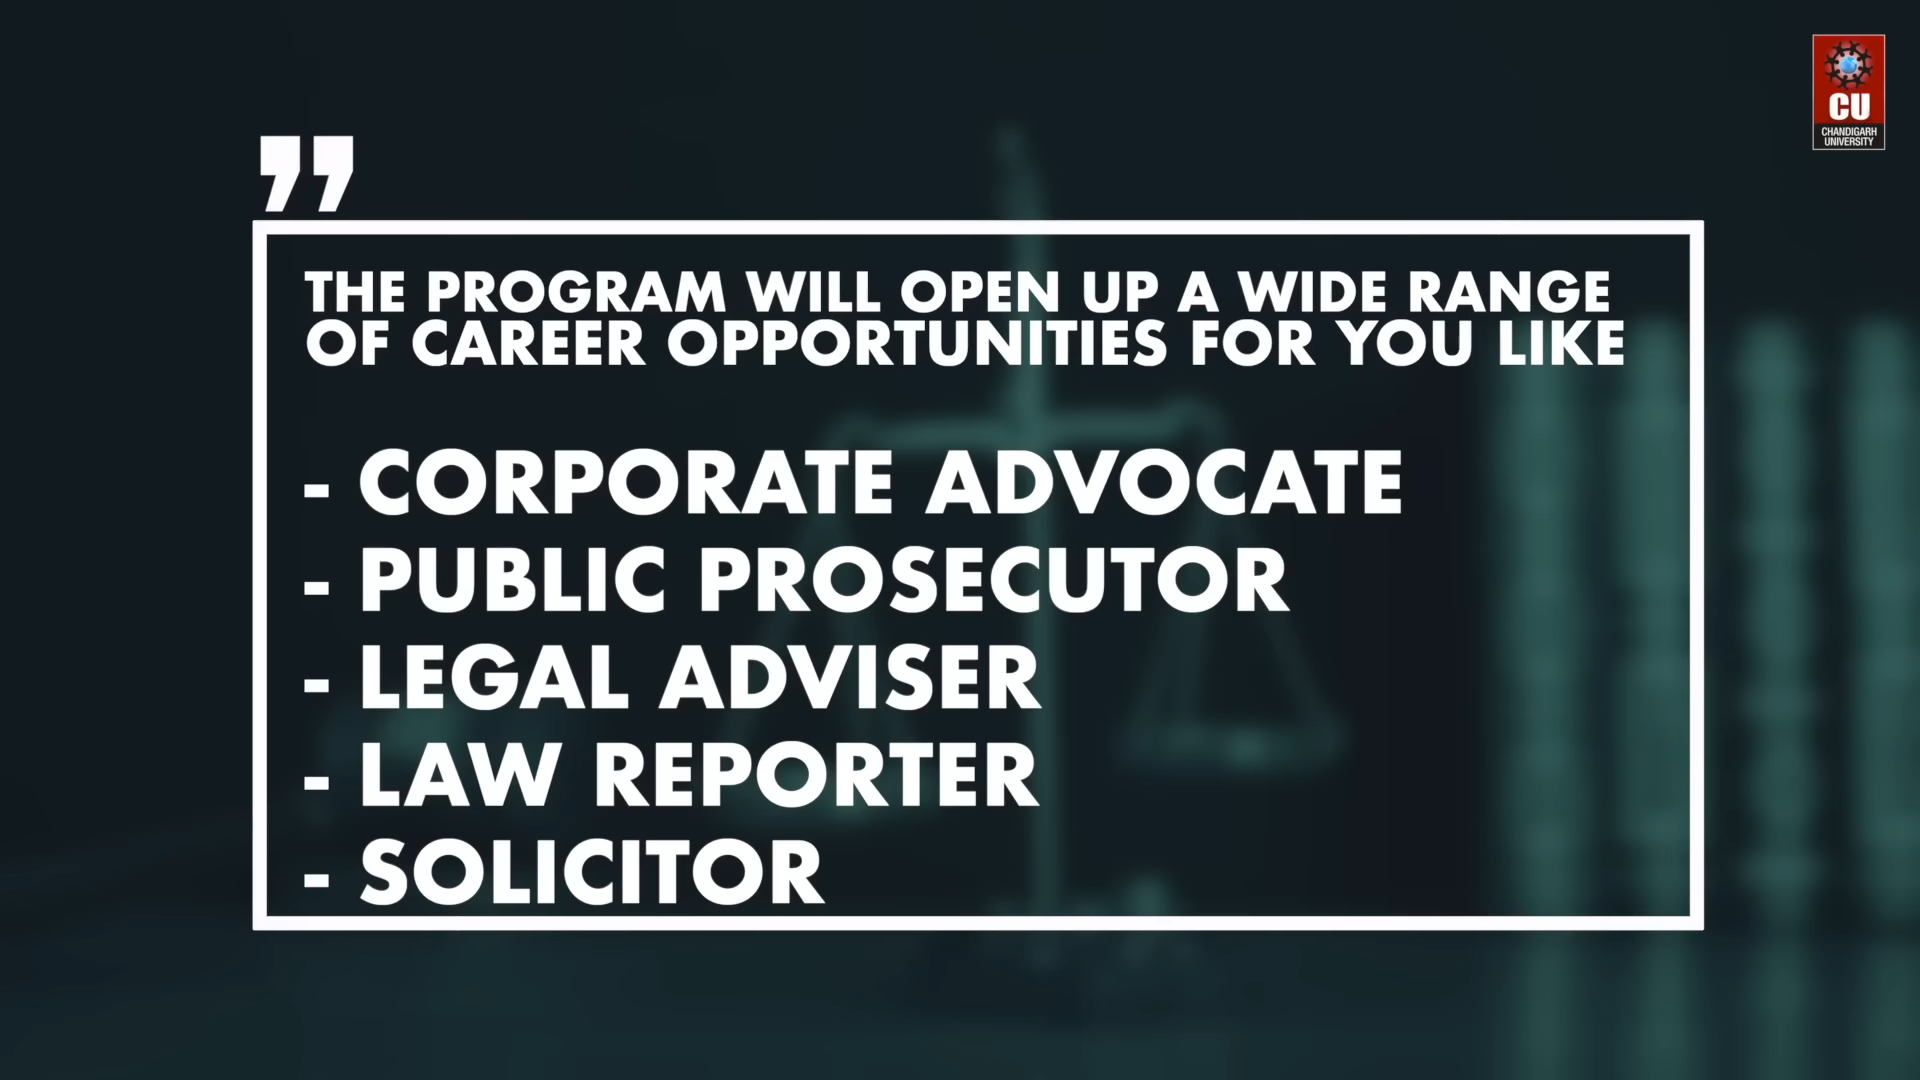 CU
CHANDIGARH
UNIVERSITY
”
THE PROGRAM WILL OPEN UP A WIDE RANGE
OF CAREER OPPORTUNITIES FOR YOU LIKE
- CORPORATE ADVOCATE
- PUBLIC PROSECUTOR
- LEGAL ADVISER
- LAW REPORTER
- SOLICITOR